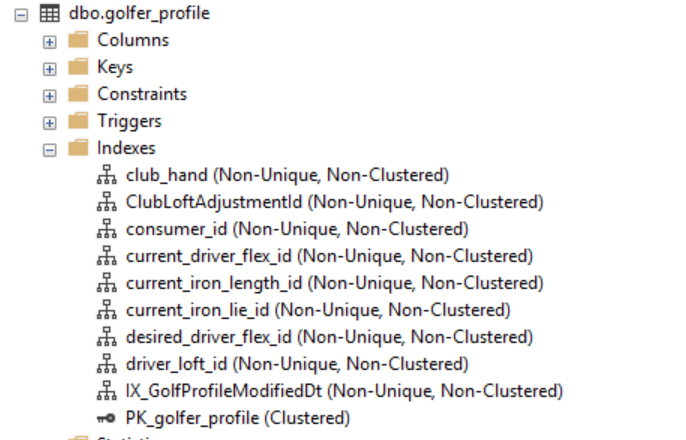 dbo.golfer_profile
Columns
Keys
Constraints
Triggers
Indexes
club_hand (Non-Unique, Non-Clustered)
ClubLoftAdjustmentId (Non-Unique, Non-Clustered)
consumer_id (Non-Unique, Non-Clustered)
current_driver_flex_id (Non-Unique, Non-Clustered)
current_iron_length_id (Non-Unique, Non-Clustered)
current_iron_lie_id (Non-Unique, Non-Clustered)
desired_driver_flex_id (Non-Unique, Non-Clustered)
driver_loft_id (Non-Unique, Non-Clustered)
IX_GolfProfileModifiedDt (Non-Unique, Non-Clustered)
PK_golfer_profile (Clustered)